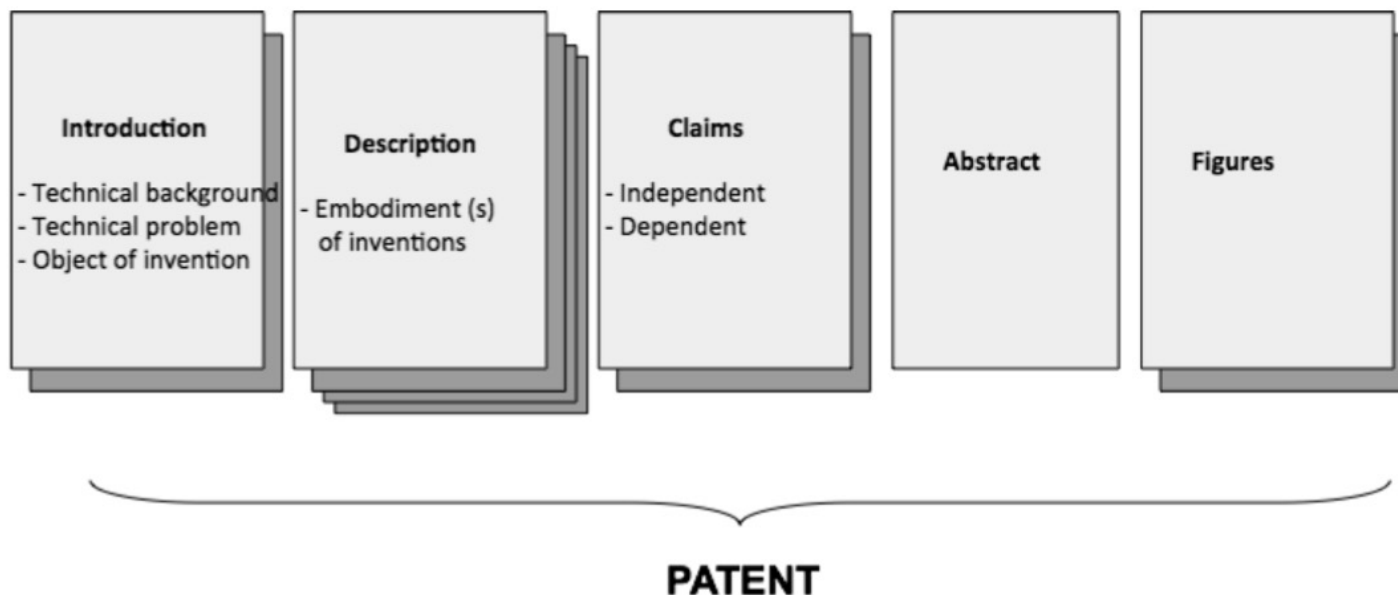 Introduction
- Technical background
- Technical problem
- Object of invention
Description
- Embodiment (s)
of inventions
Claims
- Independent
- Dependent
Abstract
Figures
PATENT